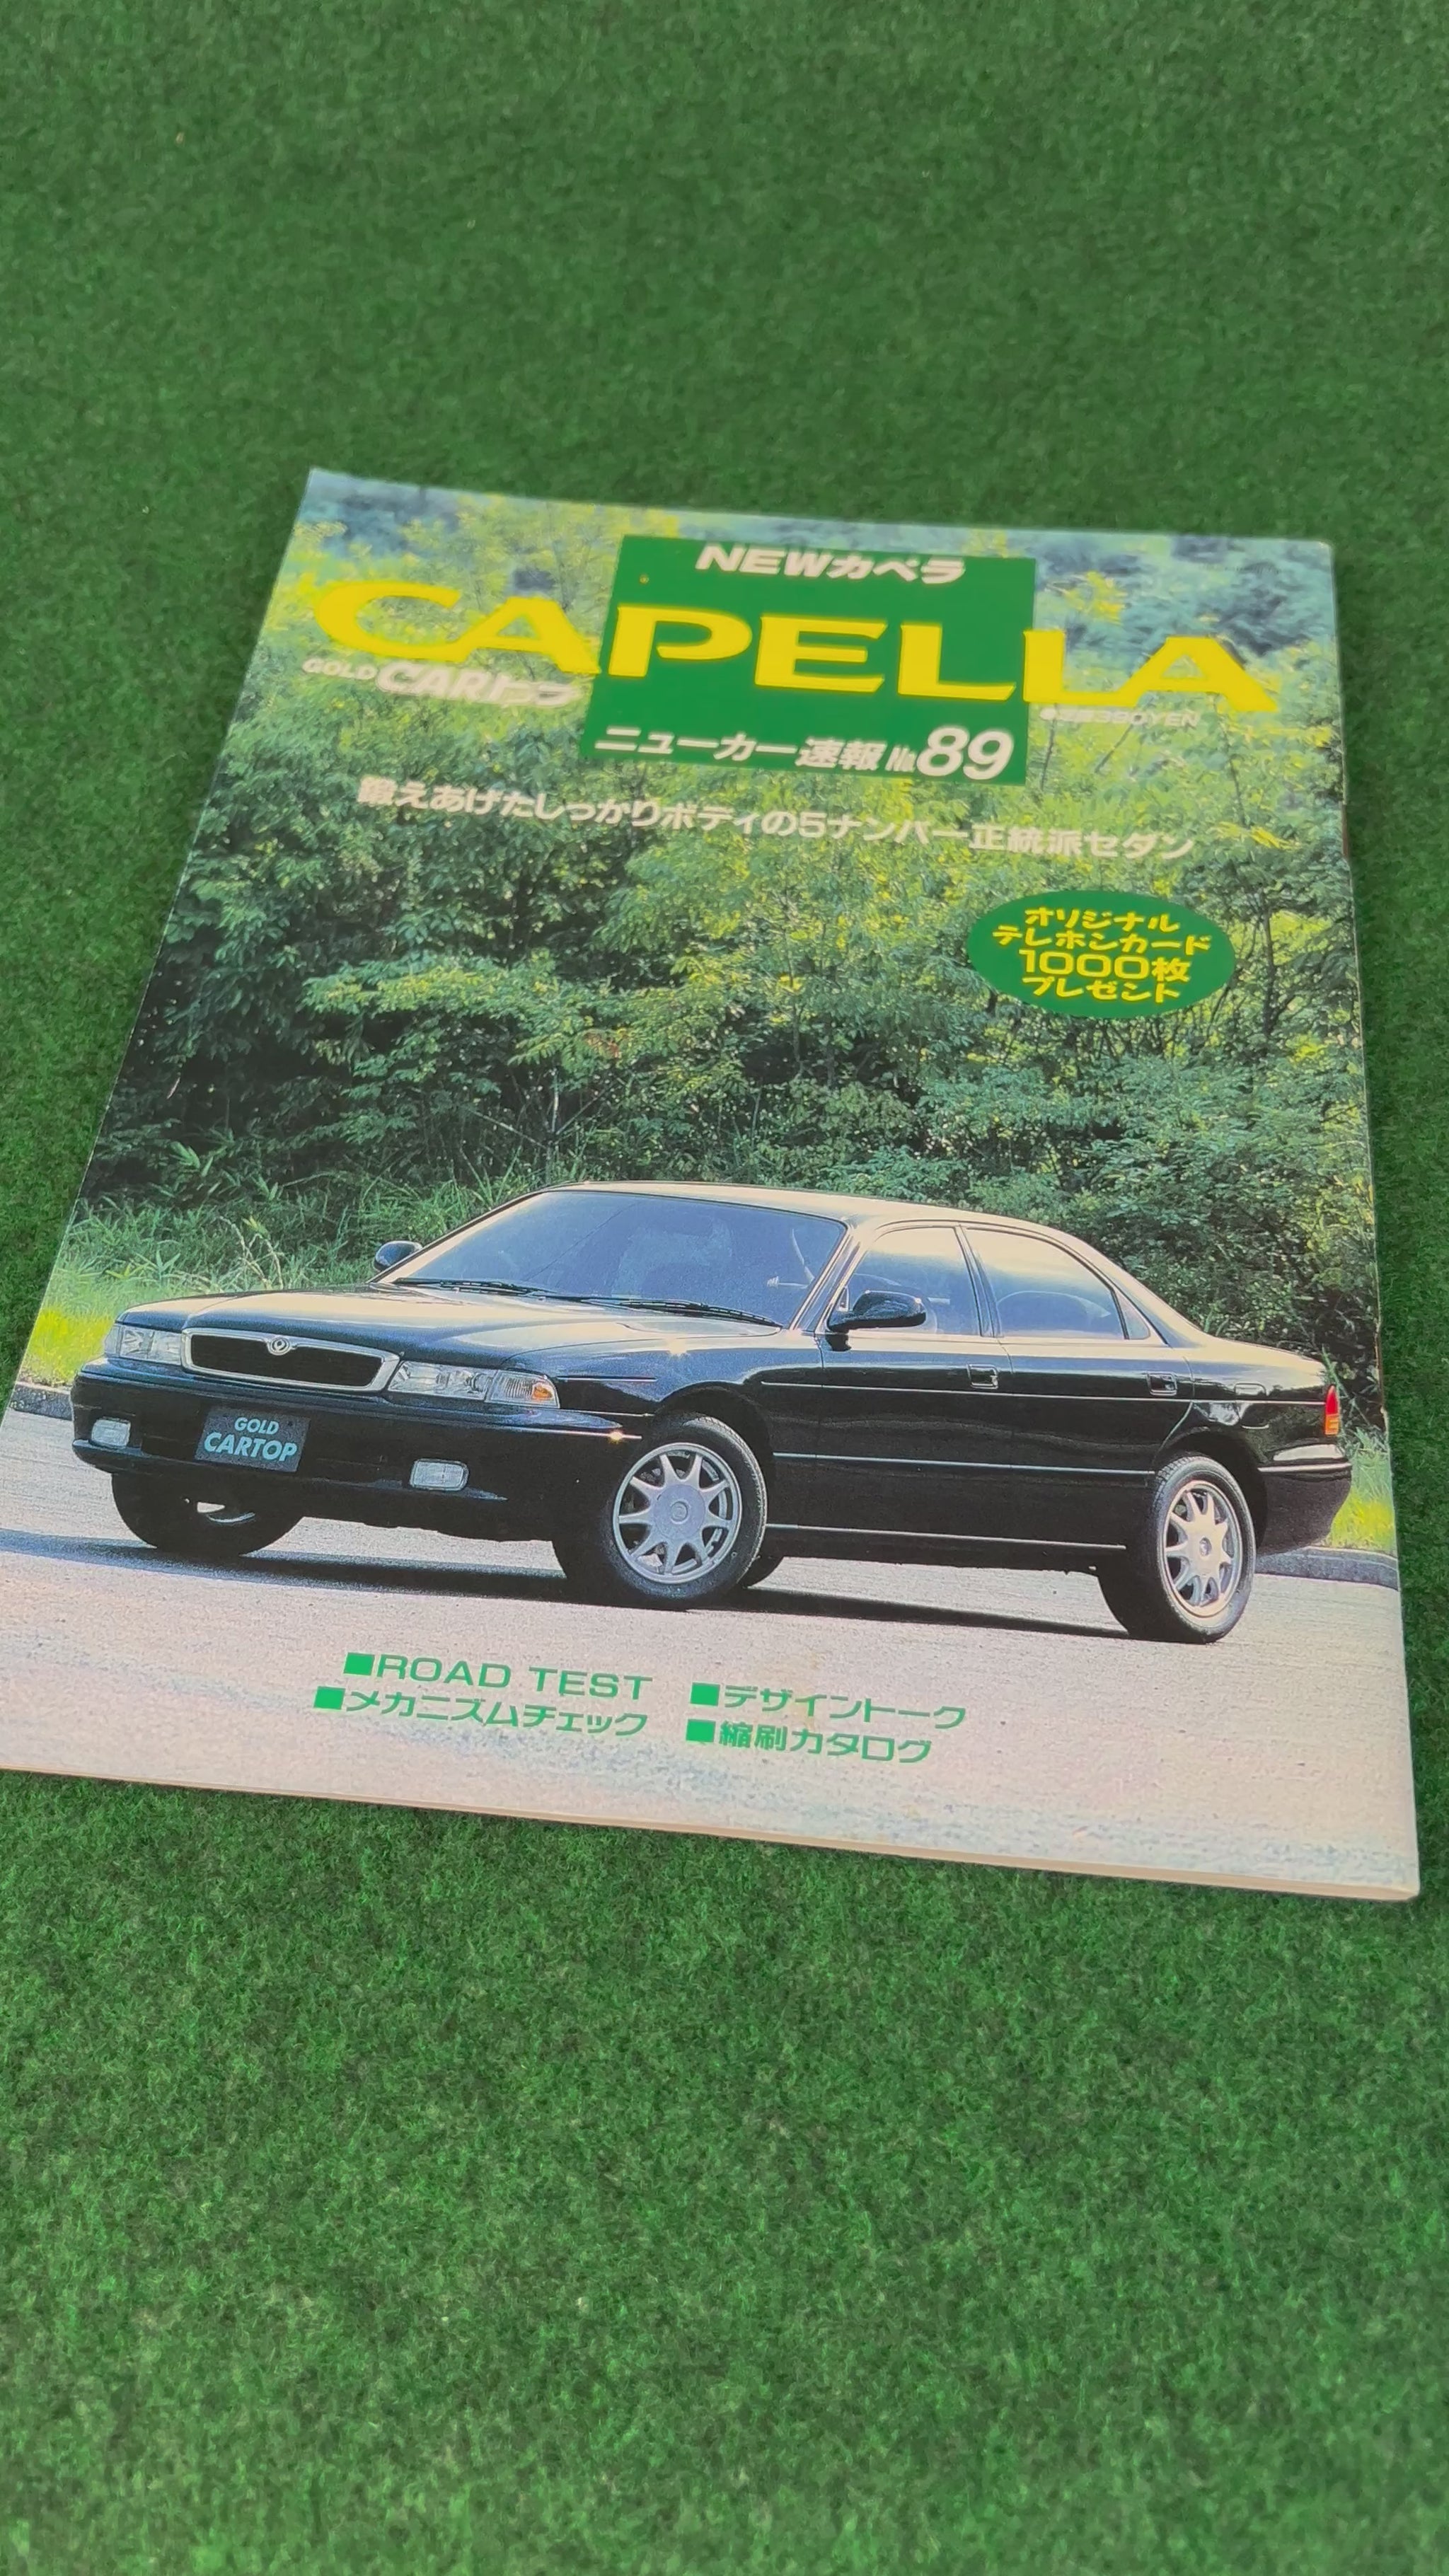 NEWカペラ
CAPELLA
GOLD CARトップ
390YEN
ニューカー速報 No.89
鍛えあげたしっかりボディの5ナンバー正統派セダン
オリジナル
テレホンカード
1000枚
プレゼント
GOLD
CARTOP
■ROAD TEST
■メカニズムチェック
■デザイントーク
■縮刷カタログ